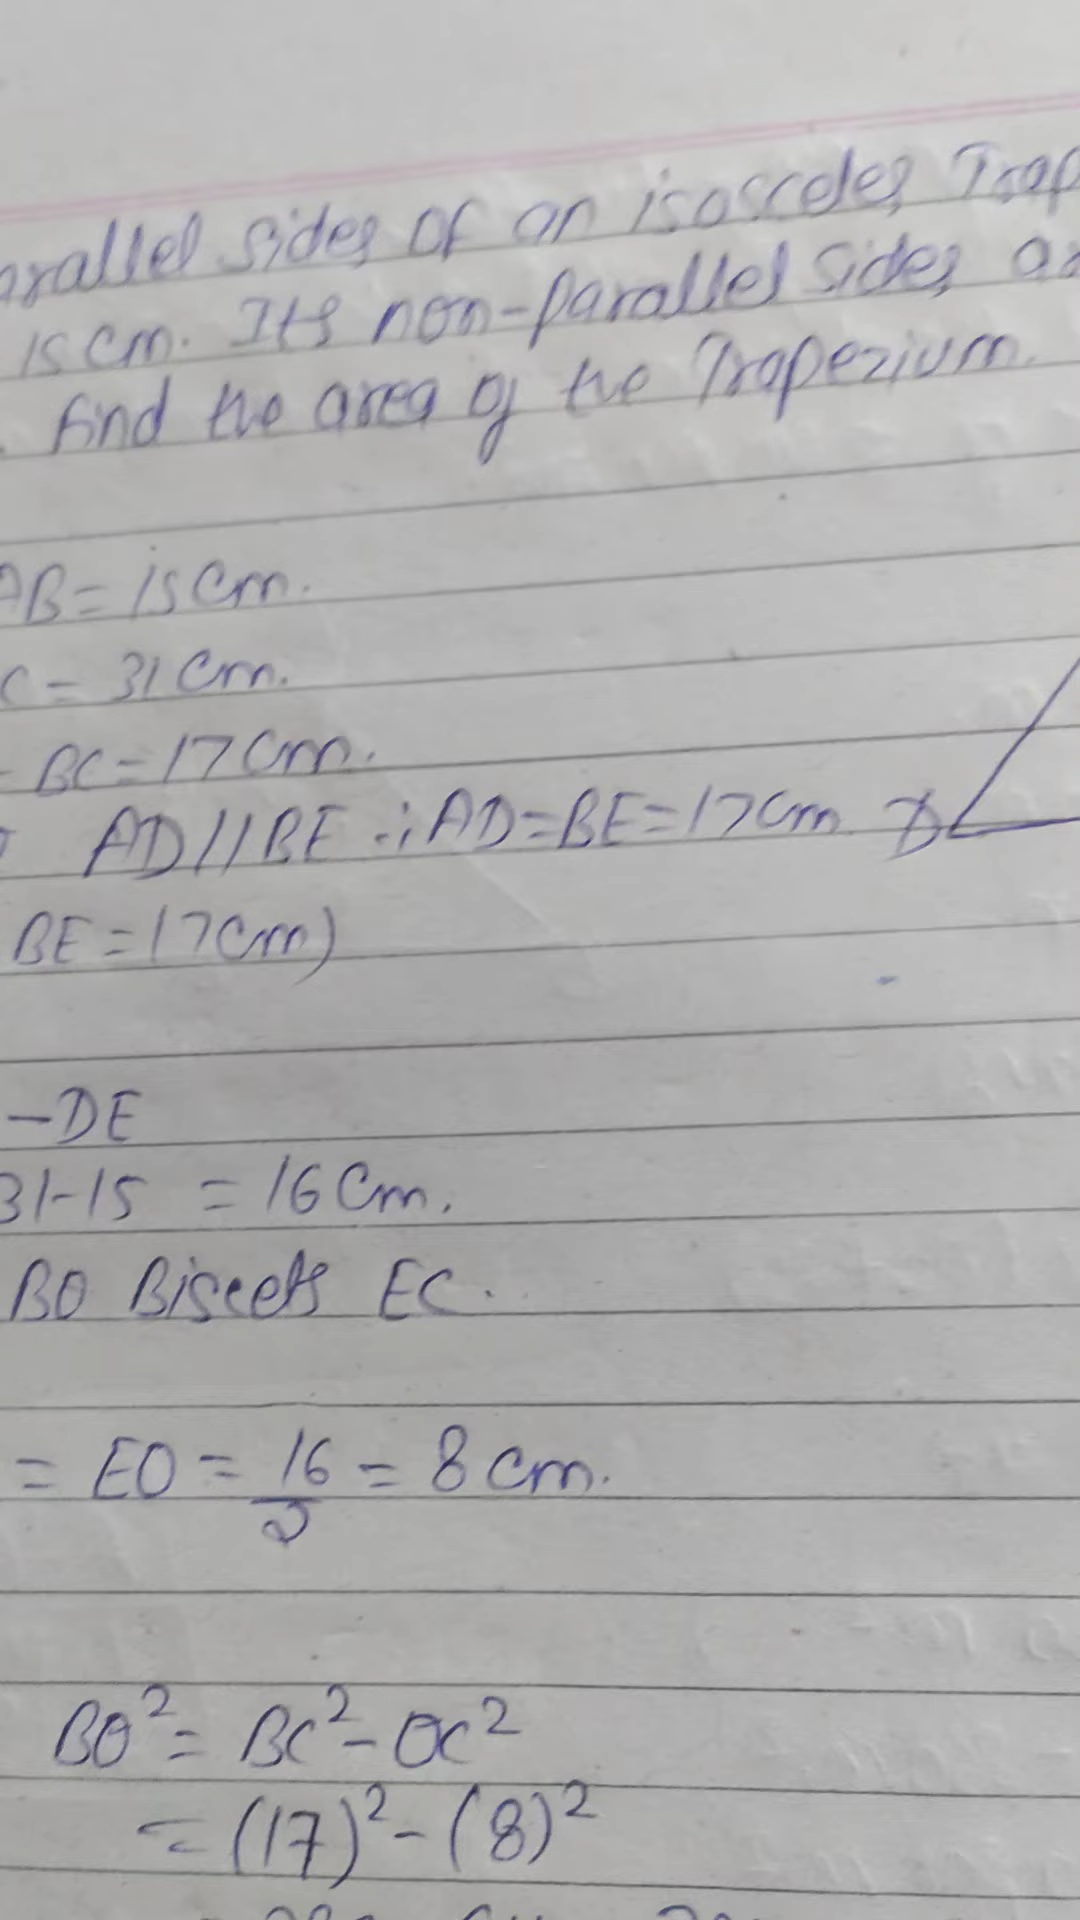 arallel sides of an isosceles Trap
15 cm. Its non-parallel sides a
. find the area of the Trapezium.
AB = 15 cm.
C = 31 cm.
- BC = 17 cm.
AD // BE ∴ AD = BE = 17 cm D
BE = 17 cm)
- DE
31-15 = 16 cm.
BO Bisects EC.
= EO = 16/2 = 8 cm.
BO² = BC² - OC²
= (17)² - (8)²